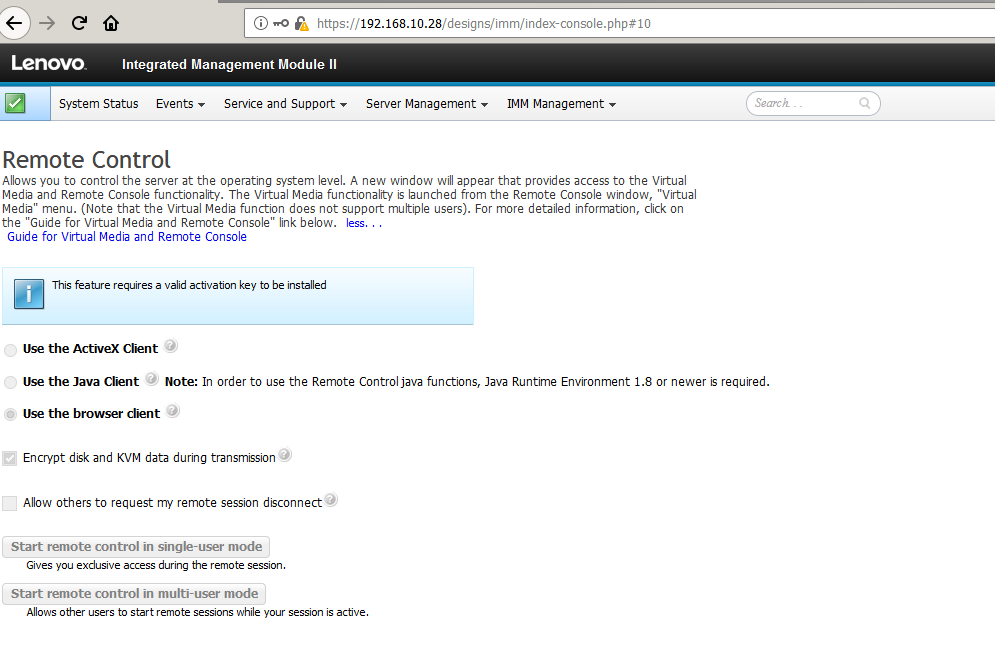 https://192.168.10.28/designs/imm/index-console.php#10
Lenovo. Integrated Management Module II
System Status Events Service and Support Server Management IMM Management Search. . .
Remote Control
Allows you to control the server at the operating system level. A new window will appear that provides access to the Virtual
Media and Remote Console functionality. The Virtual Media functionality is launched from the Remote Console window, "Virtual
Media" menu. (Note that the Virtual Media function does not support multiple users). For more detailed information, click on
the "Guide for Virtual Media and Remote Console" link below. less. . .
Guide for Virtual Media and Remote Console
i This feature requires a valid activation key to be installed
Use the ActiveX Client ?
Use the Java Client ? Note: In order to use the Remote Control java functions, Java Runtime Environment 1.8 or newer is required.
Use the browser client ?
Encrypt disk and KVM data during transmission ?
Allow others to request my remote session disconnect ?
Start remote control in single-user mode
Gives you exclusive access during the remote session.
Start remote control in multi-user mode
Allows other users to start remote sessions while your session is active.